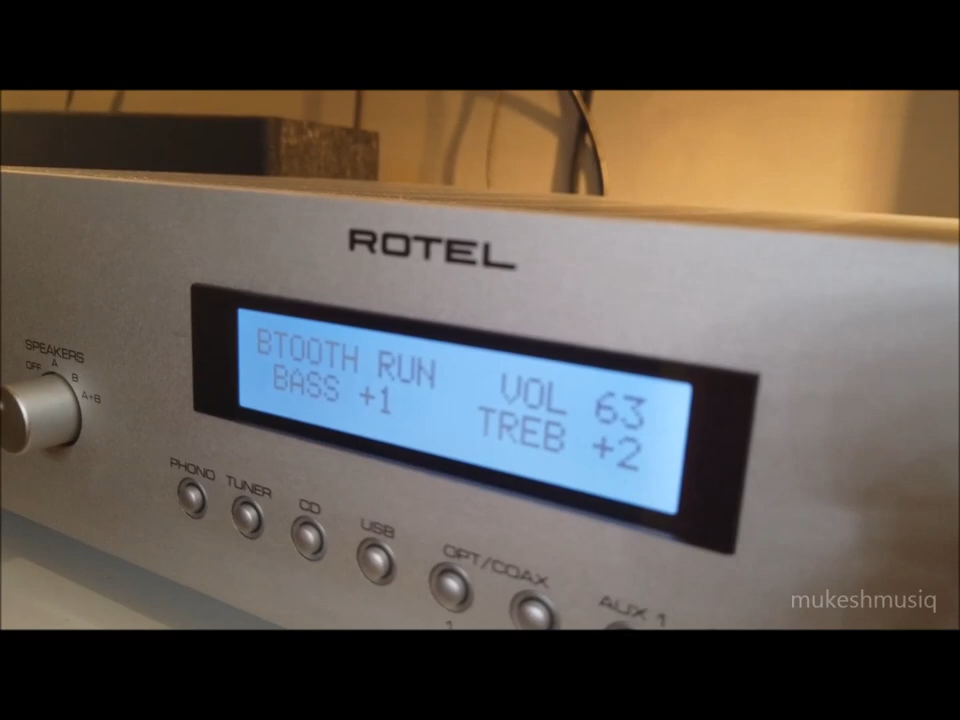 ROTEL
BTOOTH RUN VOL 63
BASS +1 TREB +2
SPEAKERS
OFF A B A+B
PHONO TUNER CD USB OPT/COAX AUX 1
1
mukeshmusiq